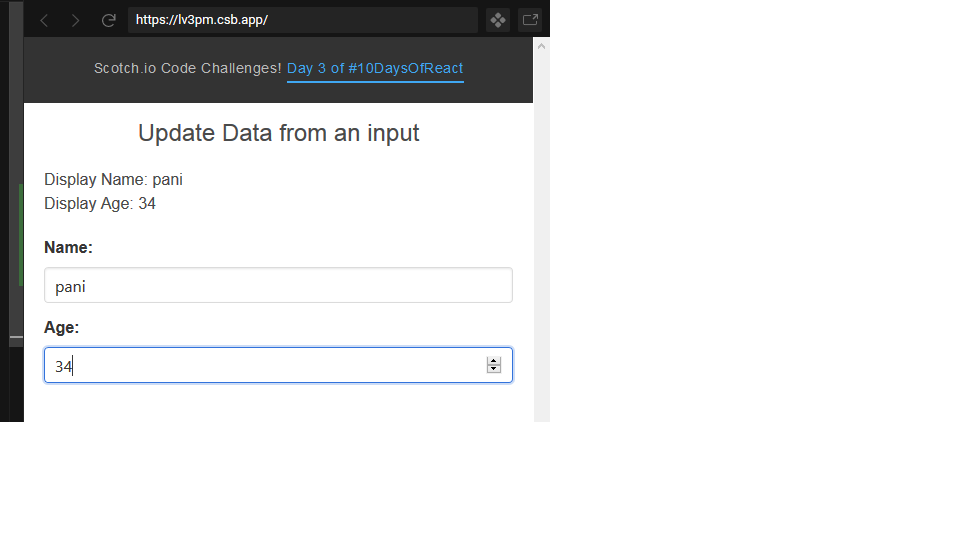 https://lv3pm.csb.app/
Scotch.io Code Challenges! Day 3 of #10DaysOfReact
Update Data from an input
Display Name: pani
Display Age: 34
Name:
pani
Age:
34